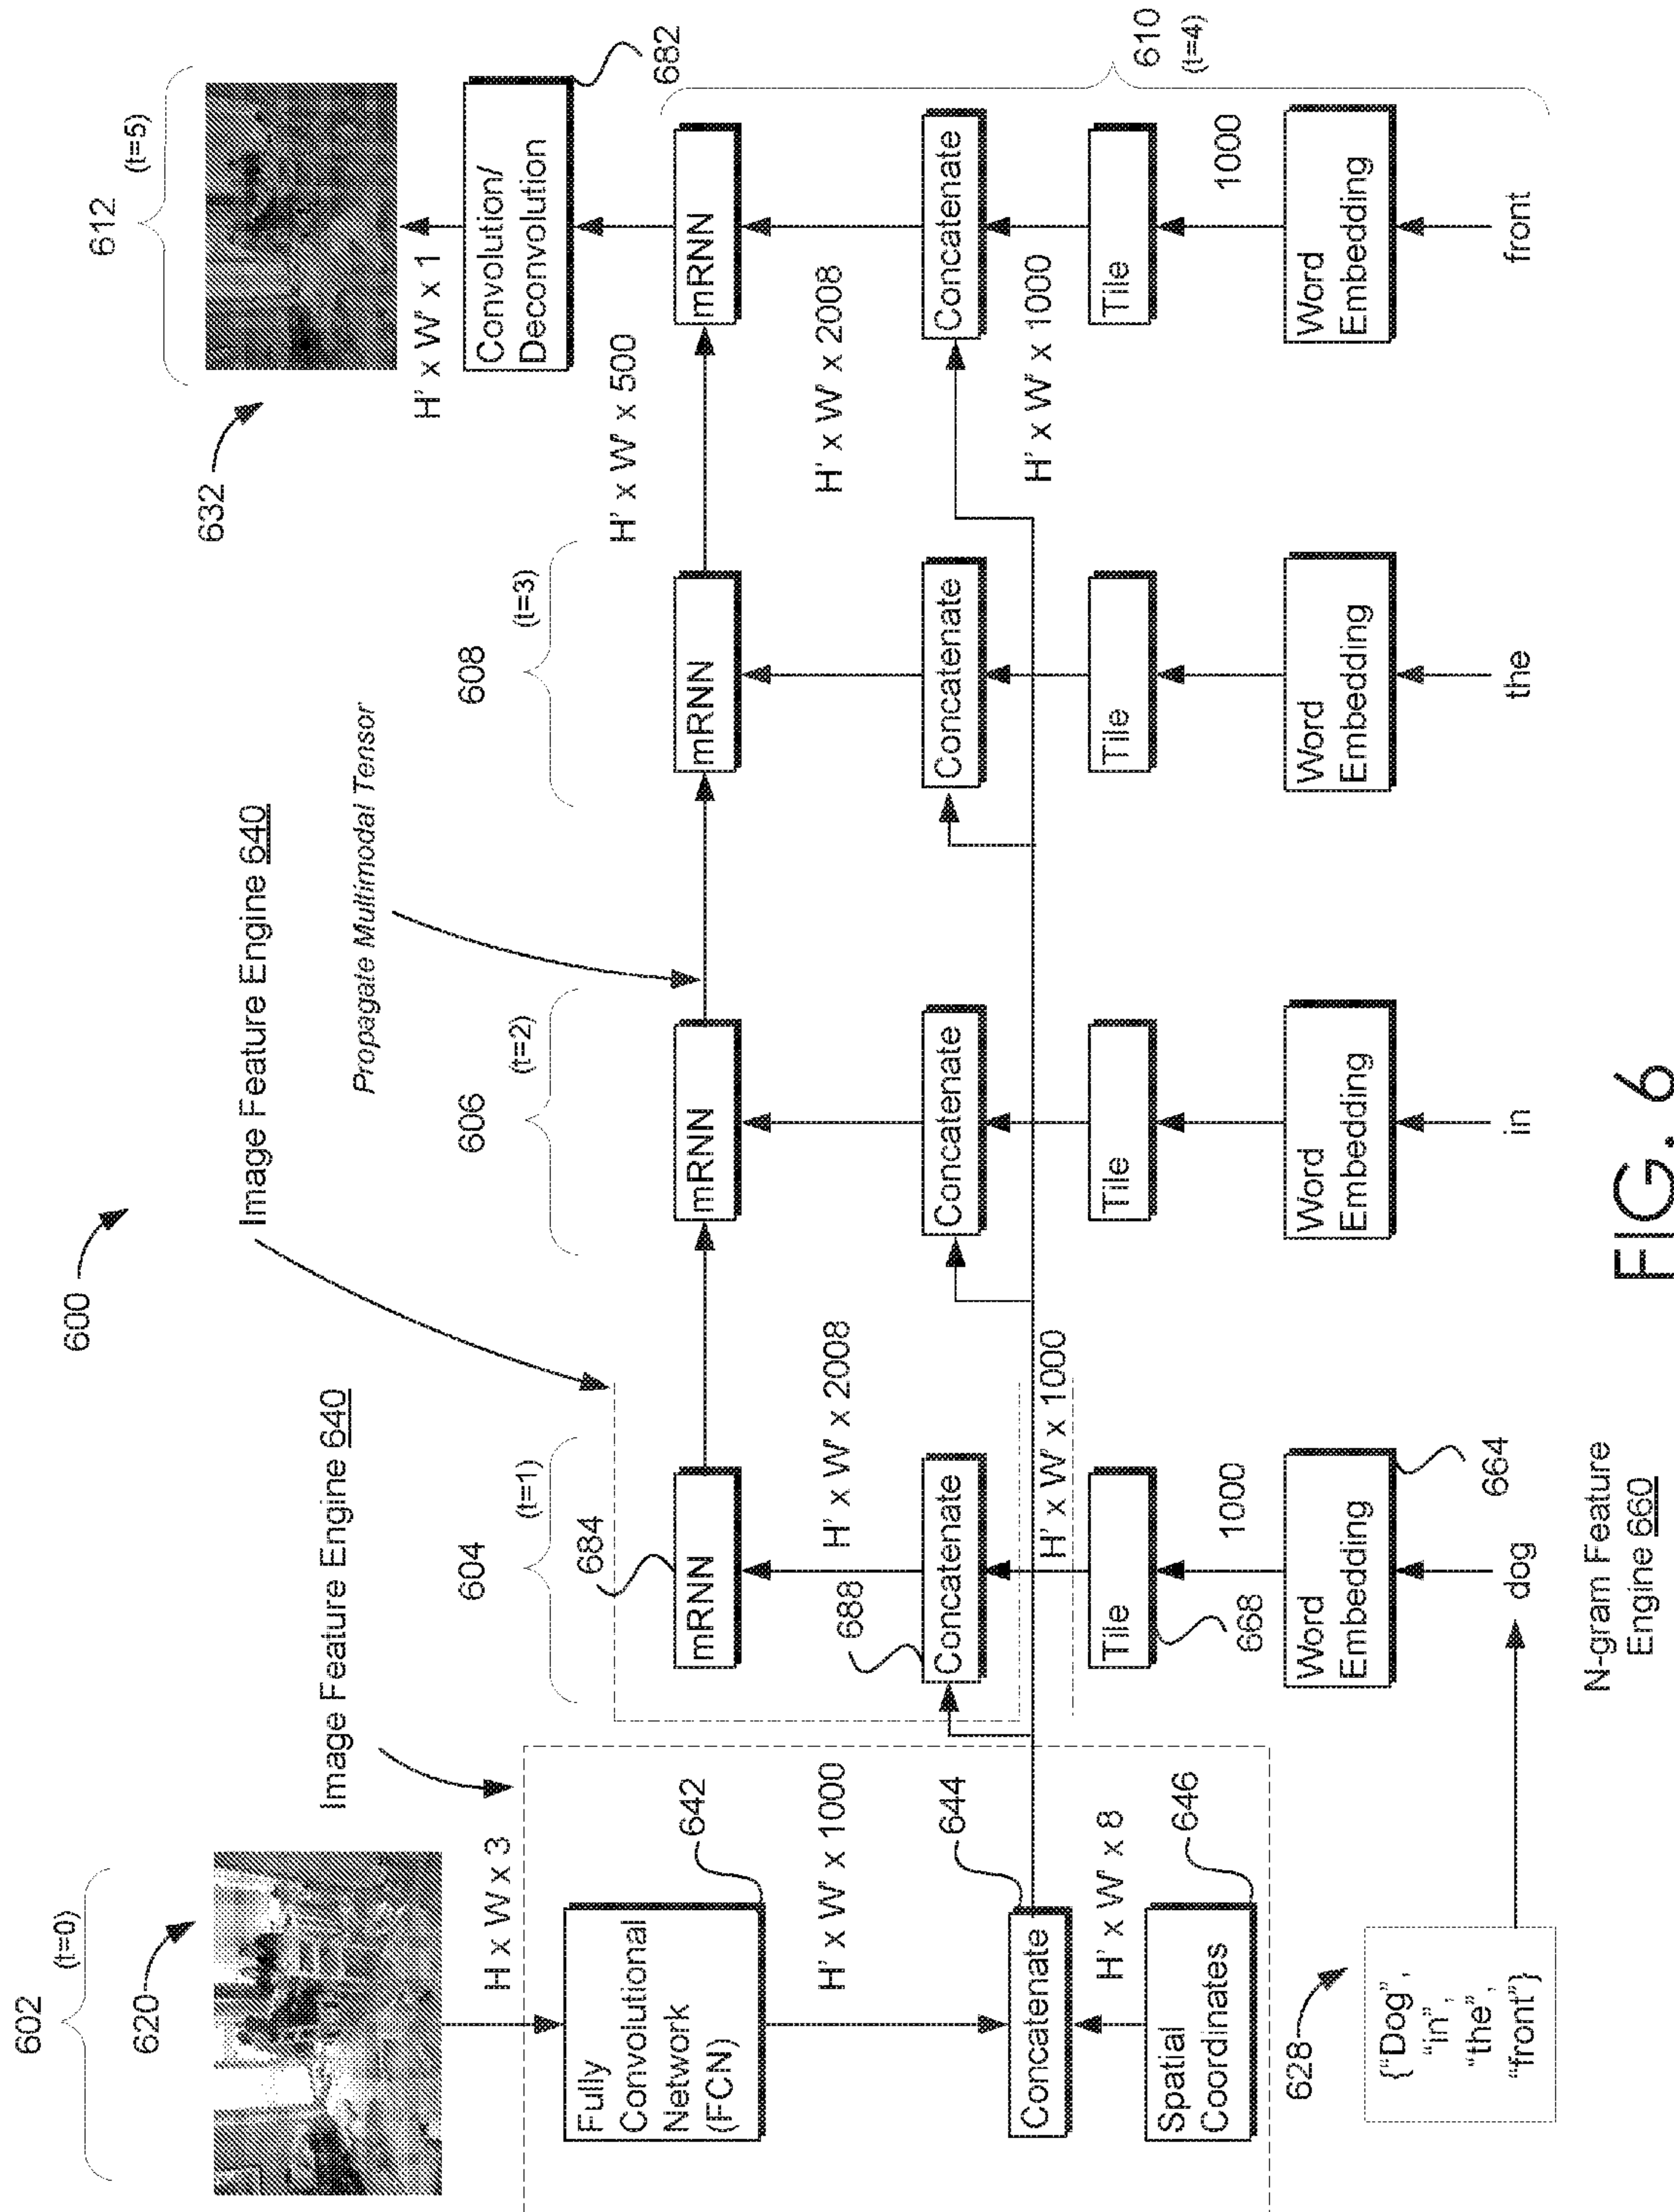 600
602
(t=0)
620
H x W x 3
Image Feature Engine 640
Fully
Convolutional
Network
(FCN)
642
H' x W' x 1000
Concatenate
644
H' x W' x 8
Spatial
Coordinates
646
628
{"Dog",
"in",
"the",
"front"}
Image Feature Engine 640
604
(t=1)
684
mRNN
H' x W' x 2008
688
Concatenate
H' x W' x 1000
Tile
668
1000
Word
Embedding
664
dog
N-gram Feature
Engine 660
Propagate Multimodal Tensor
606
(t=2)
mRNN
Concatenate
Tile
Word
Embedding
in
608
(t=3)
mRNN
Concatenate
Tile
Word
Embedding
the
612
(t=5)
632
H' x W' x 1
Convolution/
Deconvolution
682
H' x W' x 500
mRNN
H' x W' x 2008
Concatenate
H' x W' x 1000
Tile
1000
Word
Embedding
front
610
(t=4)
FIG. 6